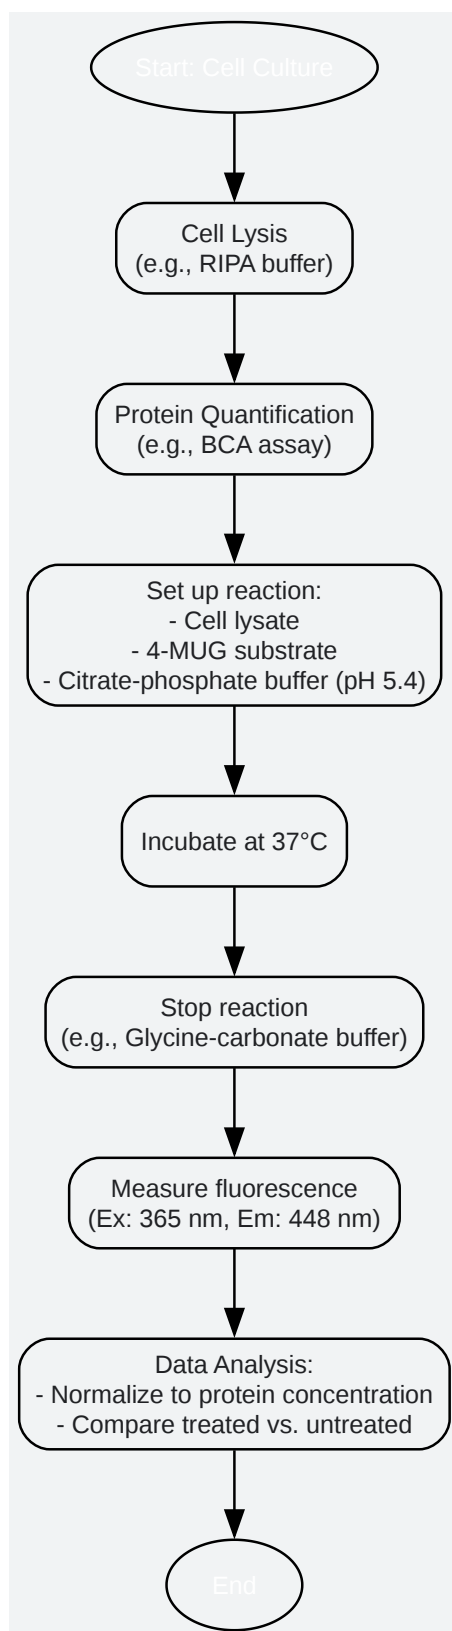 Start: Cell Culture
Cell Lysis
(e.g., RIPA buffer)
Protein Quantification
(e.g., BCA assay)
Set up reaction:
- Cell lysate
- 4-MUG substrate
- Citrate-phosphate buffer (pH 5.4)
Incubate at 37°C
Stop reaction
(e.g., Glycine-carbonate buffer)
Measure fluorescence
(Ex: 365 nm, Em: 448 nm)
Data Analysis:
- Normalize to protein concentration
- Compare treated vs. untreated
End